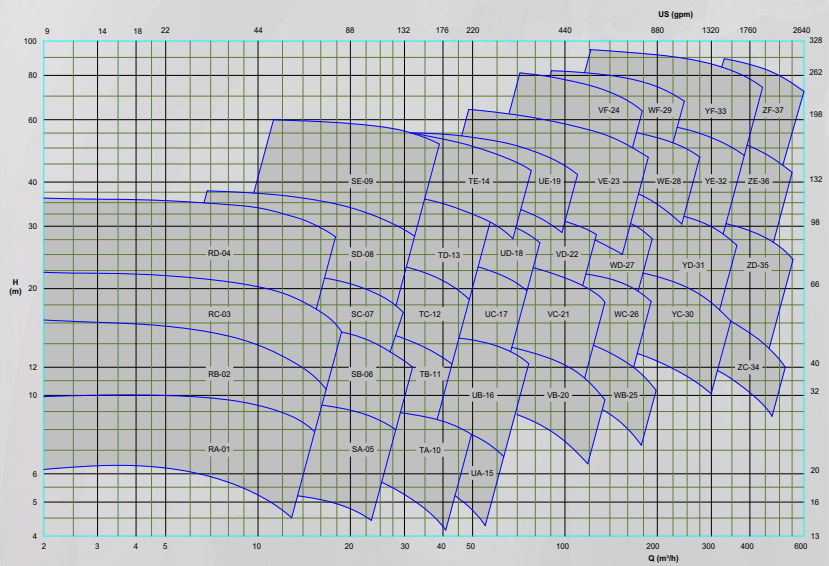 US (gpm)
9 14 18 22 44 88 132 176 220 440 880 1320 1760 2640
100 328
80 262
VF-24 WF-29 YF-33 ZF-37
60 198
40 SE-09 TE-14 UE-19 VE-23 WE-28 YE-32 ZE-36 132
30 98
RD-04 SD-08 TD-13 UD-18 VD-22
WD-27 YD-31 ZD-35
H
(m)
20 66
RC-03 SC-07 TC-12 UC-17 VC-21 WC-26 YC-30
12 ZC-34 40
RB-02 SB-06 TB-11
10 UB-16 VB-20 WB-25 32
RA-01 SA-05 TA-10
6 UA-15 20
5 16
4 13
2 3 4 5 10 20 30 40 50 100 200 300 400 600
Q (m³/h)